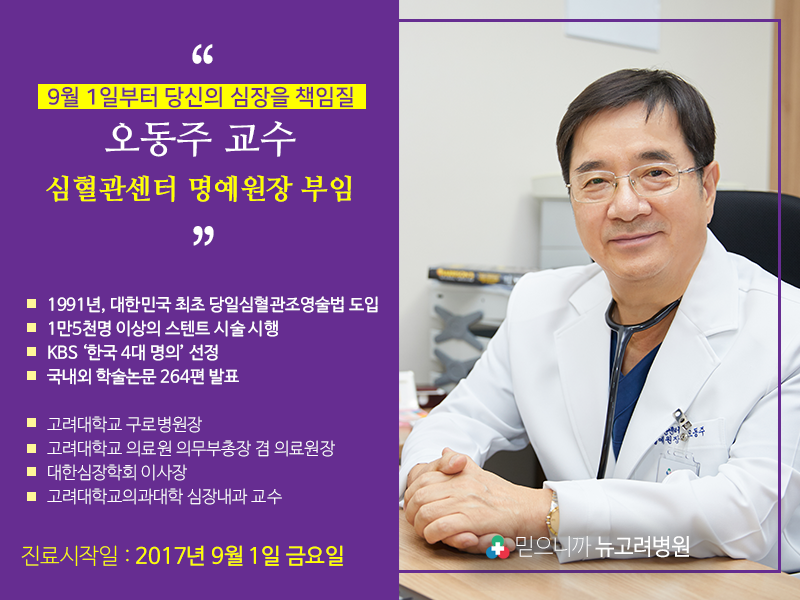 “
9월 1일부터 당신의 심장을 책임질
오동주 교수
심혈관센터 명예원장 부임
”
1991년, 대한민국 최초 당일심혈관조영술법 도입
1만5천명 이상의 스텐트 시술 시행
KBS ‘한국 4대 명의’ 선정
국내외 학술논문 264편 발표
고려대학교 구로병원장
고려대학교 의료원 의무부총장 겸 의료원장
대한심장학회 이사장
고려대학교의과대학 심장내과 교수
진료시작일 : 2017년 9월 1일 금요일
오동주
믿으니까 뉴고려병원